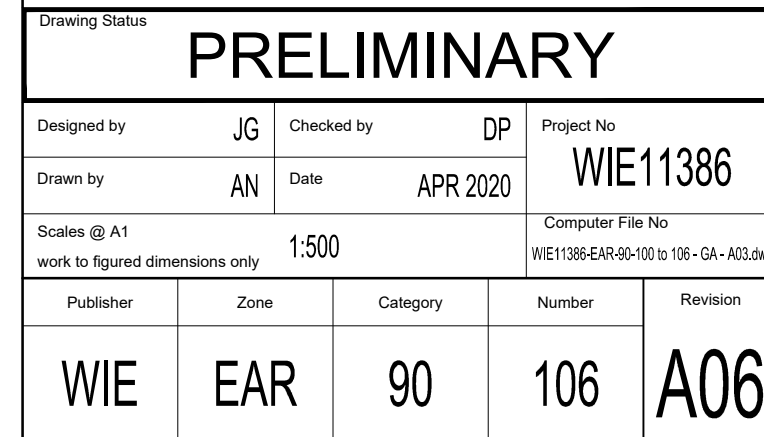 Drawing Status
PRELIMINARY
Designed by JG Checked by DP Project No
WIE11386
Drawn by AN Date APR 2020
Scales @ A1 1:500 Computer File No
work to figured dimensions only WIE11386-EAR-90-100 to 106 - GA - A03.dw
Publisher Zone Category Number Revision
WIE EAR 90 106 A06